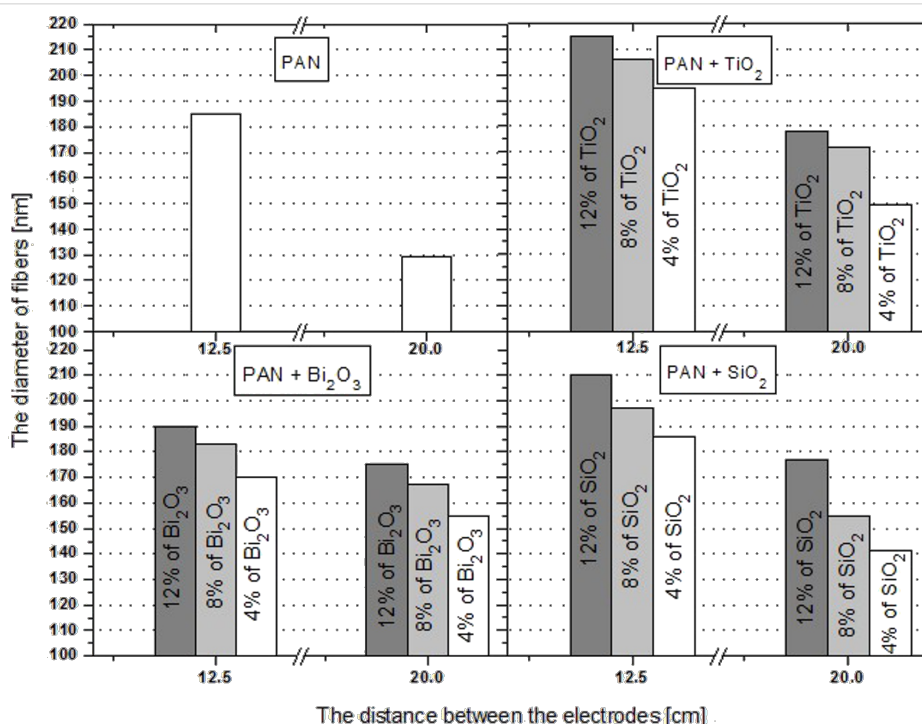 The diameter of fibers [nm]
220
210
200
190
180
170
160
150
140
130
120
110
100
PAN
12.5
20.0
PAN + TiO₂
12% of TiO₂
8% of TiO₂
4% of TiO₂
12% of TiO₂
8% of TiO₂
4% of TiO₂
12.5
20.0
220
210
200
190
180
170
160
150
140
130
120
110
100
PAN + Bi₂O₃
12% of Bi₂O₃
8% of Bi₂O₃
4% of Bi₂O₃
12% of Bi₂O₃
8% of Bi₂O₃
4% of Bi₂O₃
12.5
20.0
PAN + SiO₂
12% of SiO₂
8% of SiO₂
4% of SiO₂
12% of SiO₂
8% of SiO₂
4% of SiO₂
12.5
20.0
The distance between the electrodes [cm]